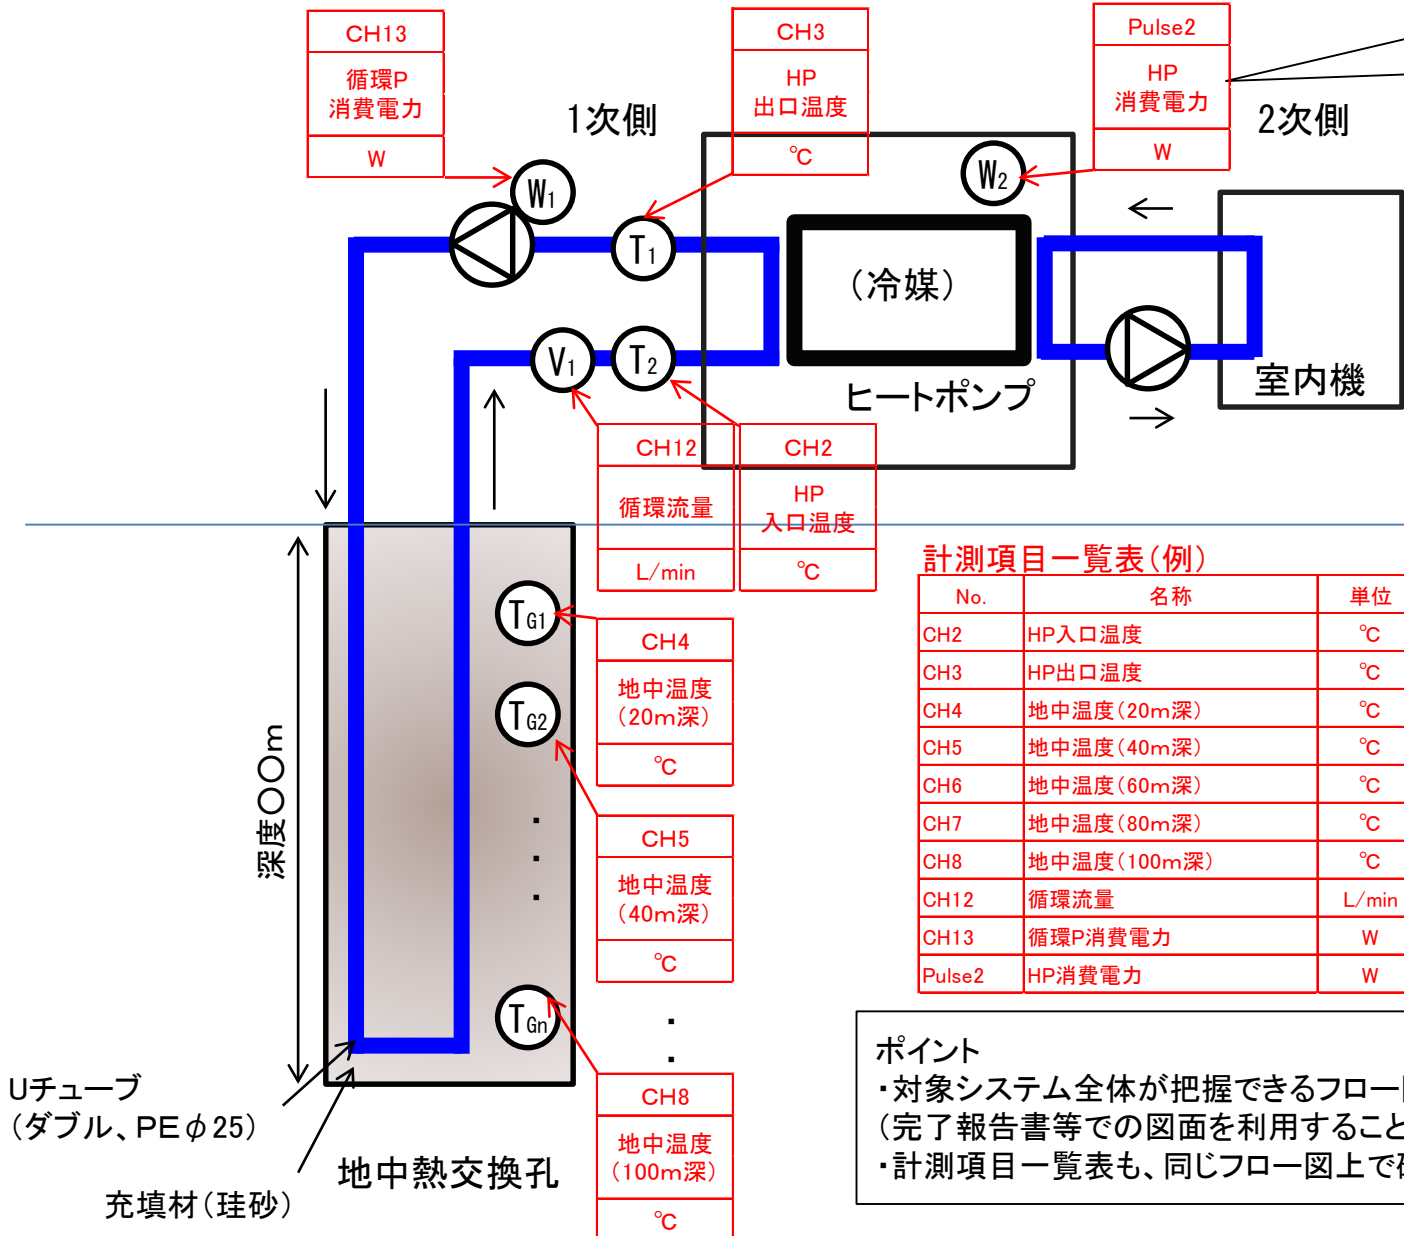 CH13
循環P
消費電力
W
CH3
HP
出口温度
℃
Pulse2
HP
消費電力
W
1次側
2次側
W1
W2
T1
(冷媒)
V1
T2
ヒートポンプ
室内機
CH12
循環流量
L/min
CH2
HP
入口温度
℃
TG1
CH4
地中温度
(20m深)
℃
TG2
CH5
地中温度
(40m深)
℃
・
・
・
深度〇〇m
TGn
・
・
CH8
地中温度
(100m深)
℃
Uチューブ
(ダブル、PEφ25)
充填材(珪砂)
地中熱交換孔
計測項目一覧表(例)
No. 名称 単位
CH2 HP入口温度 ℃
CH3 HP出口温度 ℃
CH4 地中温度(20m深) ℃
CH5 地中温度(40m深) ℃
CH6 地中温度(60m深) ℃
CH7 地中温度(80m深) ℃
CH8 地中温度(100m深) ℃
CH12 循環流量 L/min
CH13 循環P消費電力 W
Pulse2 HP消費電力 W
ポイント
・対象システム全体が把握できるフロー
(完了報告書等での図面を利用すること
・計測項目一覧表も、同じフロー図上で